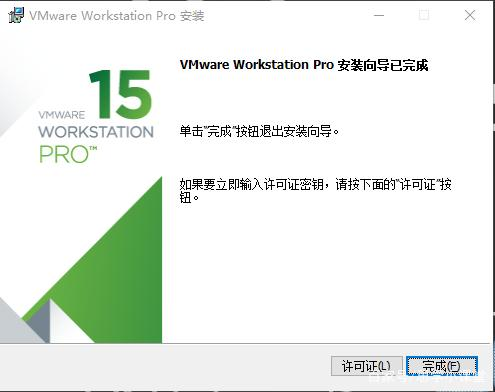 VMware Workstation Pro 安装
VMware Workstation Pro 安装向导已完成
15
VMWARE
WORKSTATION
PRO™
单击"完成"按钮退出安装向导。
如果要立即输入许可证密钥，请按下面的"许可证"按
钮。
许可证(L)
完成(F)